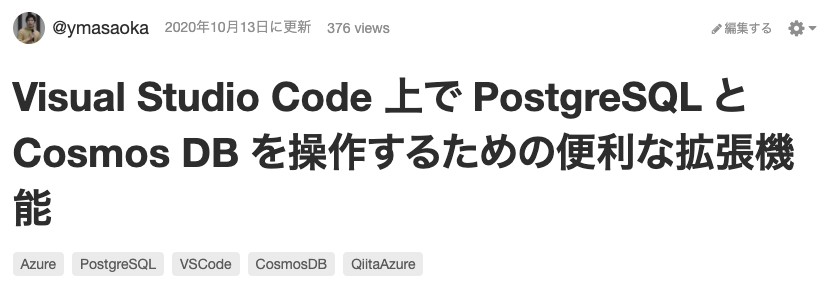 @ymasaoka 2020年10月13日に更新 376 views 編集する
Visual Studio Code 上で PostgreSQL と
Cosmos DB を操作するための便利な拡張機
能
Azure PostgreSQL VSCode CosmosDB QiitaAzure